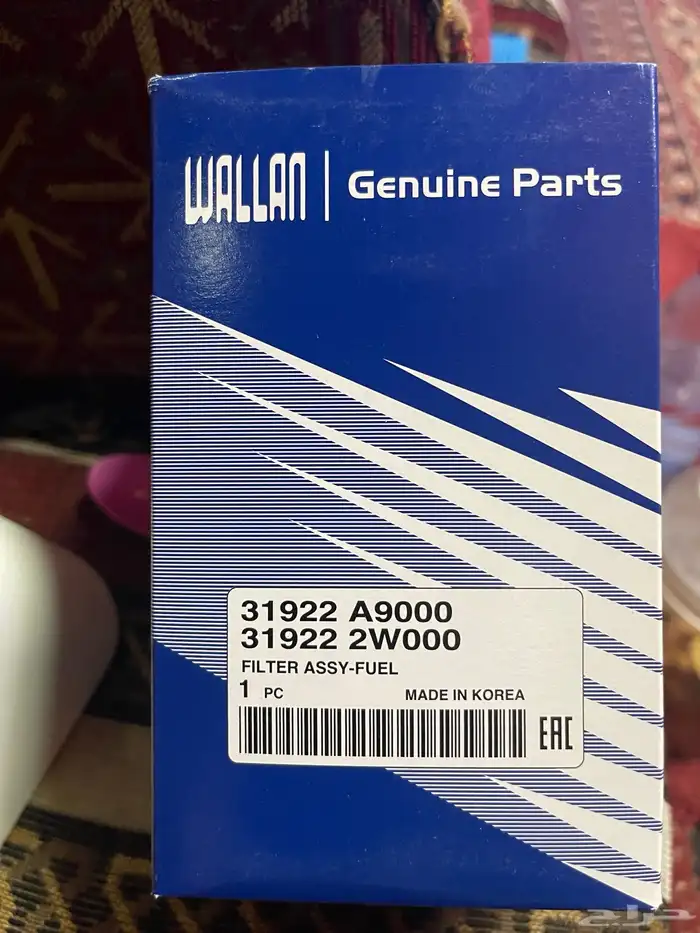 WALLAN | Genuine Parts
31922 A9000
31922 2W000
FILTER ASSY-FUEL
1 PC MADE IN KOREA
EAC
حراج